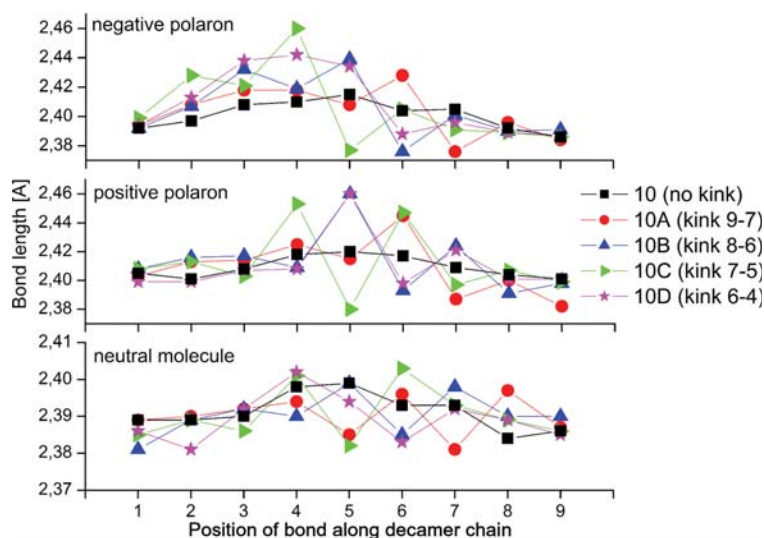 negative polaron
2,46
2,44
2,42
2,40
2,38
positive polaron
2,46
2,44
2,42
2,40
2,38
neutral molecule
2,41
2,40
2,39
2,38
2,37
Bond length [A]
1 2 3 4 5 6 7 8 9
Position of bond along decamer chain
10 (no kink)
10A (kink 9-7)
10B (kink 8-6)
10C (kink 7-5)
10D (kink 6-4)